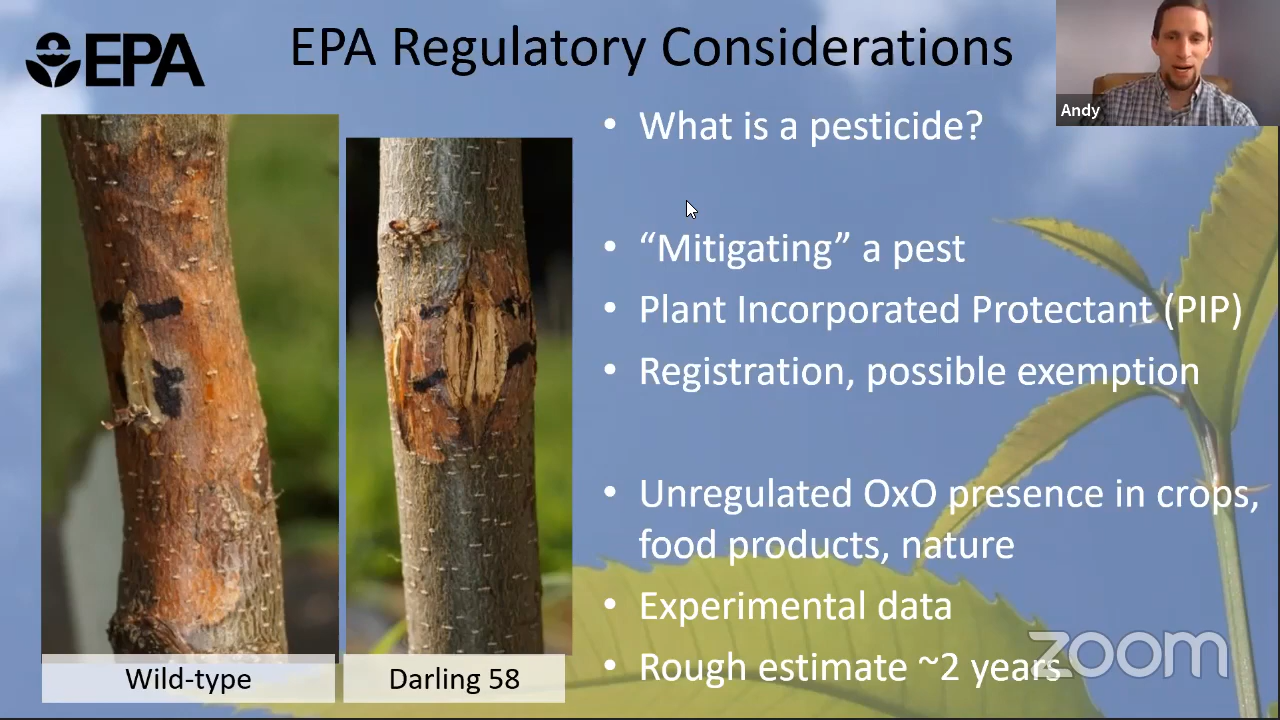 EPA
EPA Regulatory Considerations
Andy
• What is a pesticide?
• “Mitigating” a pest
• Plant Incorporated Protectant (PIP)
• Registration, possible exemption
• Unregulated OxO presence in crops,
food products, nature
• Experimental data
• Rough estimate ~2 years
Wild-type
Darling 58
zoom